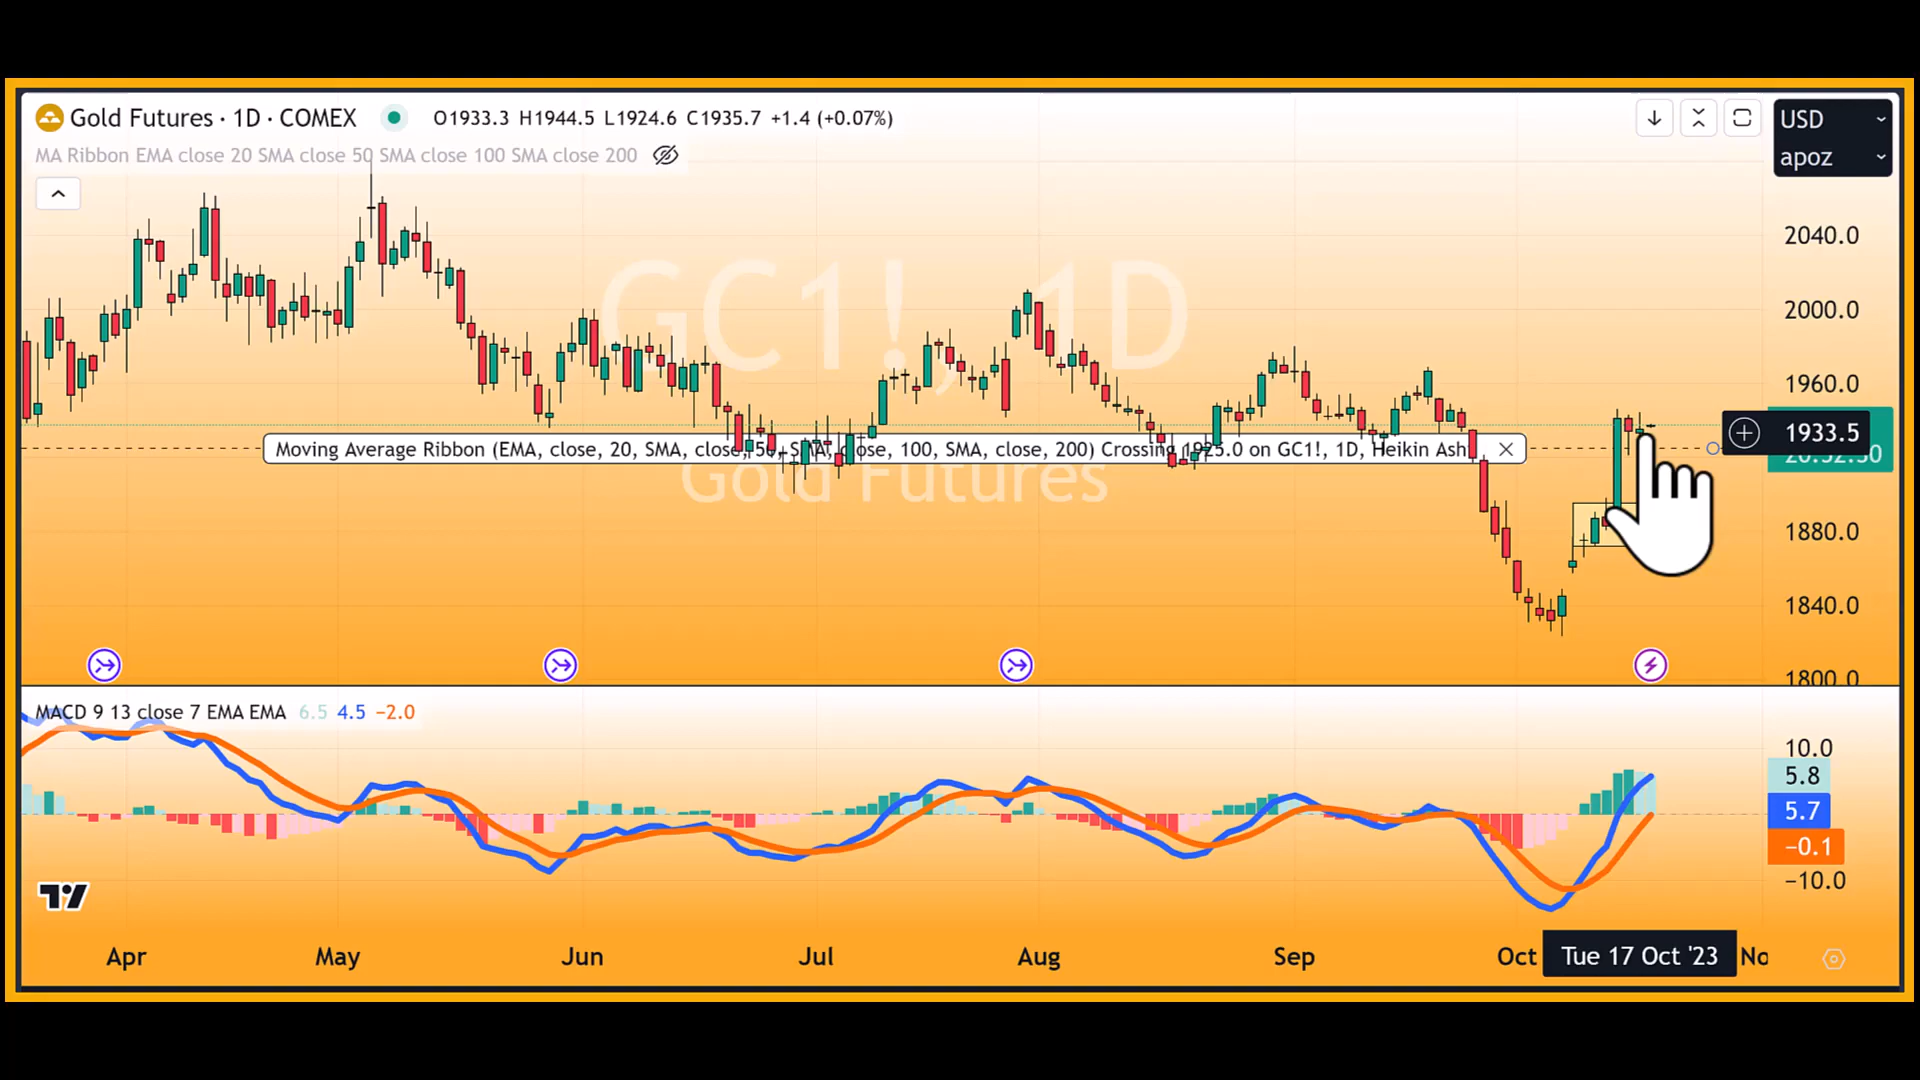 Gold Futures · 1D · COMEX O1933.3 H1944.5 L1924.6 C1935.7 +1.4 (+0.07%)
MA Ribbon EMA close 20 SMA close 50 SMA close 100 SMA close 200
USD
apoz
GC1!, 1D
Gold Futures
2040.0
2000.0
1960.0
1933.5
1880.0
1840.0
1800.0
Moving Average Ribbon (EMA, close, 20, SMA, close, 50, SMA, close, 100, SMA, close, 200) Crossing 1925.0 on GC1!, 1D, Heikin Ashi
MACD 9 13 close 7 EMA EMA 6.5 4.5 −2.0
10.0
5.8
5.7
−0.1
−10.0
Apr May Jun Jul Aug Sep Oct Tue 17 Oct '23 No